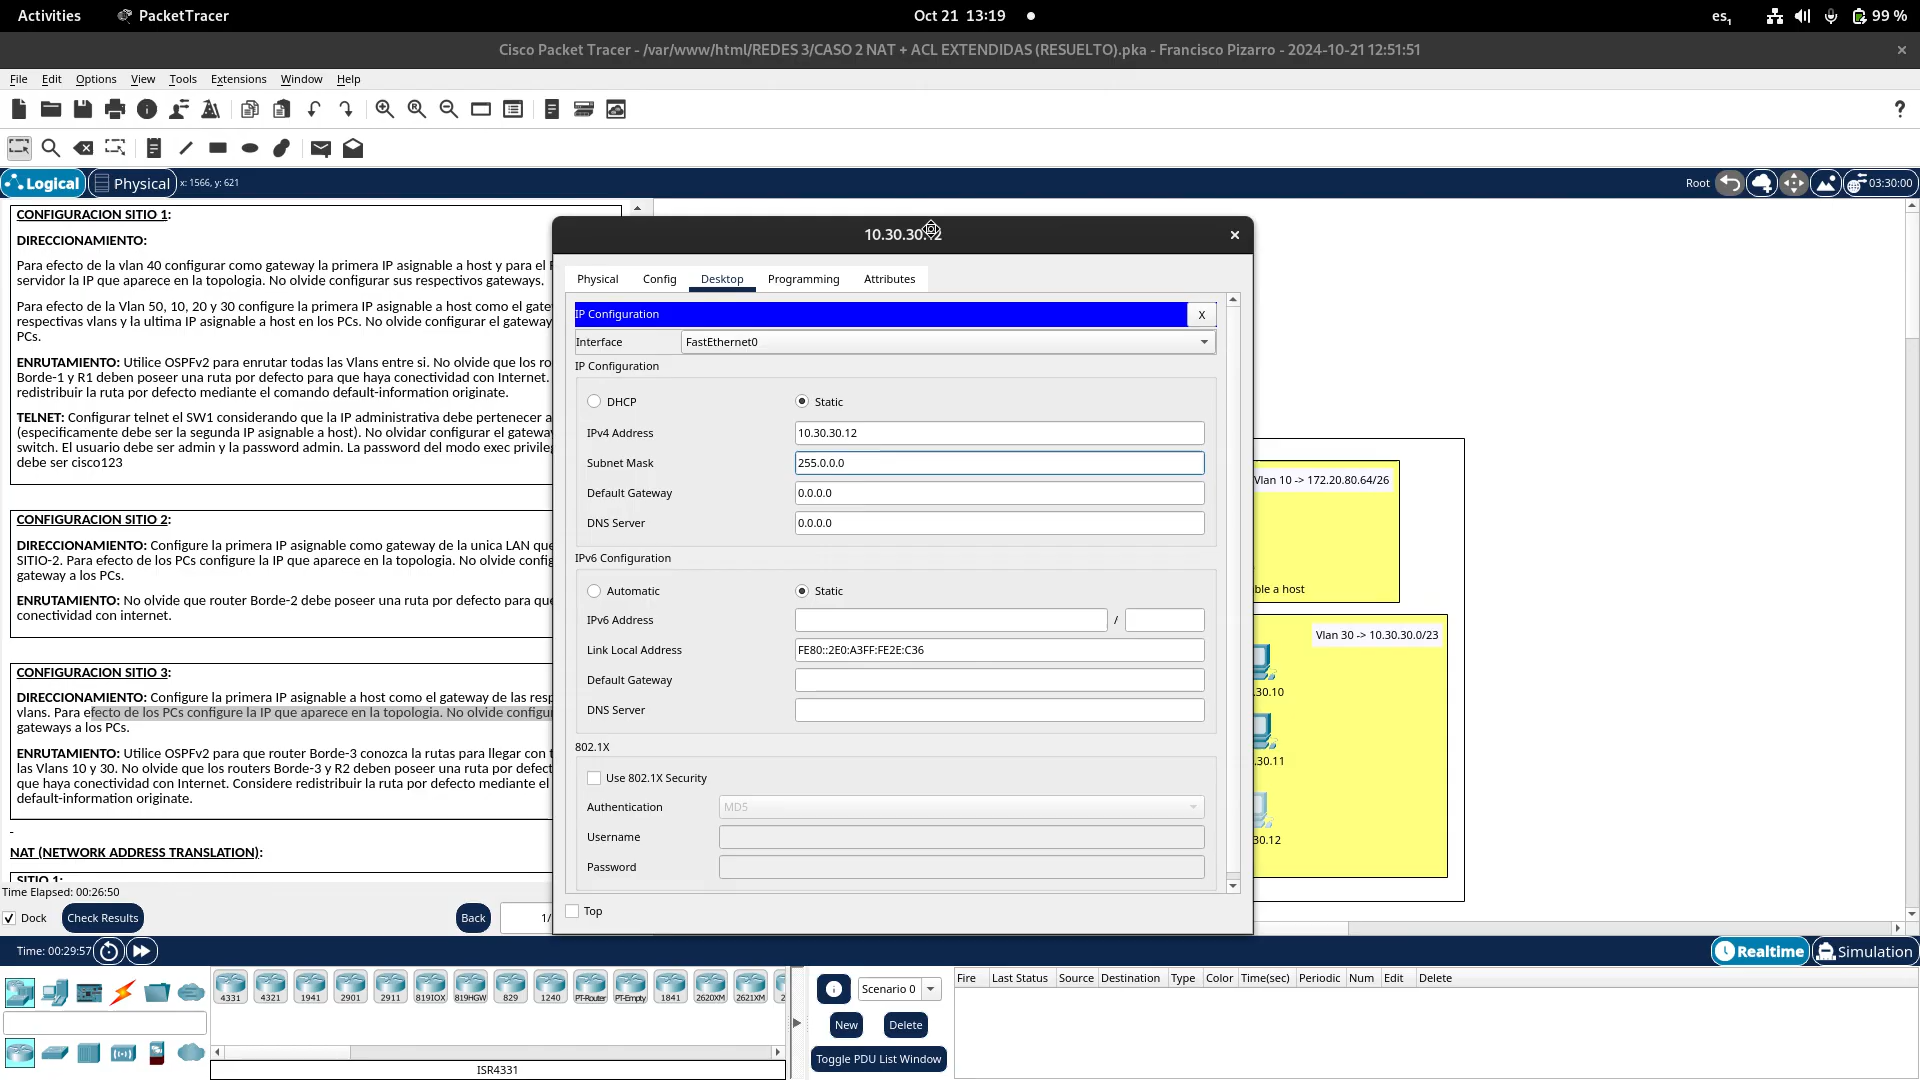 Activities
PacketTracer
Oct 21 13:19
es₁
99 %
Cisco Packet Tracer - /var/www/html/REDES 3/CASO 2 NAT + ACL EXTENDIDAS (RESUELTO).pka - Francisco Pizarro - 2024-10-21 12:51:51
File Edit Options View Tools Extensions Window Help
Logical
Physical
x: 1566, y: 621
Root
03:30:00
CONFIGURACION SITIO 1:
DIRECCIONAMIENTO:
Para efecto de la vlan 40 configurar como gateway la primera IP asignable a host y para el
servidor la IP que aparece en la topologia. No olvide configurar sus respectivos gateways.
Para efecto de la Vlan 50, 10, 20 y 30 configure la primera IP asignable a host como el gate
respectivas vlans y la ultima IP asignable a host en los PCs. No olvide configurar el gateway
PCs.
ENRUTAMIENTO: Utilice OSPFv2 para enrutar todas las Vlans entre si. No olvide que los ro
Borde-1 y R1 deben poseer una ruta por defecto para que haya conectividad con Internet.
redistribuir la ruta por defecto mediante el comando default-information originate.
TELNET: Configurar telnet el SW1 considerando que la IP administrativa debe pertenecer a
(especificamente debe ser la segunda IP asignable a host). No olvidar configurar el gateway
switch. El usuario debe ser admin y la password admin. La password del modo exec privileg
debe ser cisco123
CONFIGURACION SITIO 2:
DIRECCIONAMIENTO: Configure la primera IP asignable como gateway de la unica LAN que
SITIO-2. Para efecto de los PCs configure la IP que aparece en la topologia. No olvide config
gateway a los PCs.
ENRUTAMIENTO: No olvide que router Borde-2 debe poseer una ruta por defecto para que
conectividad con internet.
CONFIGURACION SITIO 3:
DIRECCIONAMIENTO: Configure la primera IP asignable a host como el gateway de las resp
vlans. Para efecto de los PCs configure la IP que aparece en la topologia. No olvide configur
gateways a los PCs.
ENRUTAMIENTO: Utilice OSPFv2 para que router Borde-3 conozca la rutas para llegar con t
las Vlans 10 y 30. No olvide que los routers Borde-3 y R2 deben poseer una ruta por defect
que haya conectividad con Internet. Considere redistribuir la ruta por defecto mediante el
default-information originate.
-
NAT (NETWORK ADDRESS TRANSLATION):
SITIO 1:
Time Elapsed: 00:26:50
Dock
Check Results
Back
1/
10.30.30.12
Physical Config Desktop Programming Attributes
IP Configuration
X
Interface
FastEthernet0
IP Configuration
DHCP
Static
IPv4 Address
10.30.30.12
Subnet Mask
255.0.0.0
Default Gateway
0.0.0.0
DNS Server
0.0.0.0
IPv6 Configuration
Automatic
Static
IPv6 Address
/
Link Local Address
FE80::2E0:A3FF:FE2E:C36
Default Gateway
DNS Server
802.1X
Use 802.1X Security
Authentication
MD5
Username
Password
Top
Vlan 10 -> 172.20.80.64/26
ble a host
Vlan 30 -> 10.30.30.0/23
.30.10
.30.11
30.12
Time: 00:29:57
Realtime
Simulation
4331 4321 1941 2901 2911 819IOX 819HGW 829 1240 PT-Router PT-Empty 1841 2620XM 2621XM 2
ISR4331
Scenario 0
New
Delete
Toggle PDU List Window
Fire Last Status Source Destination Type Color Time(sec) Periodic Num Edit Delete